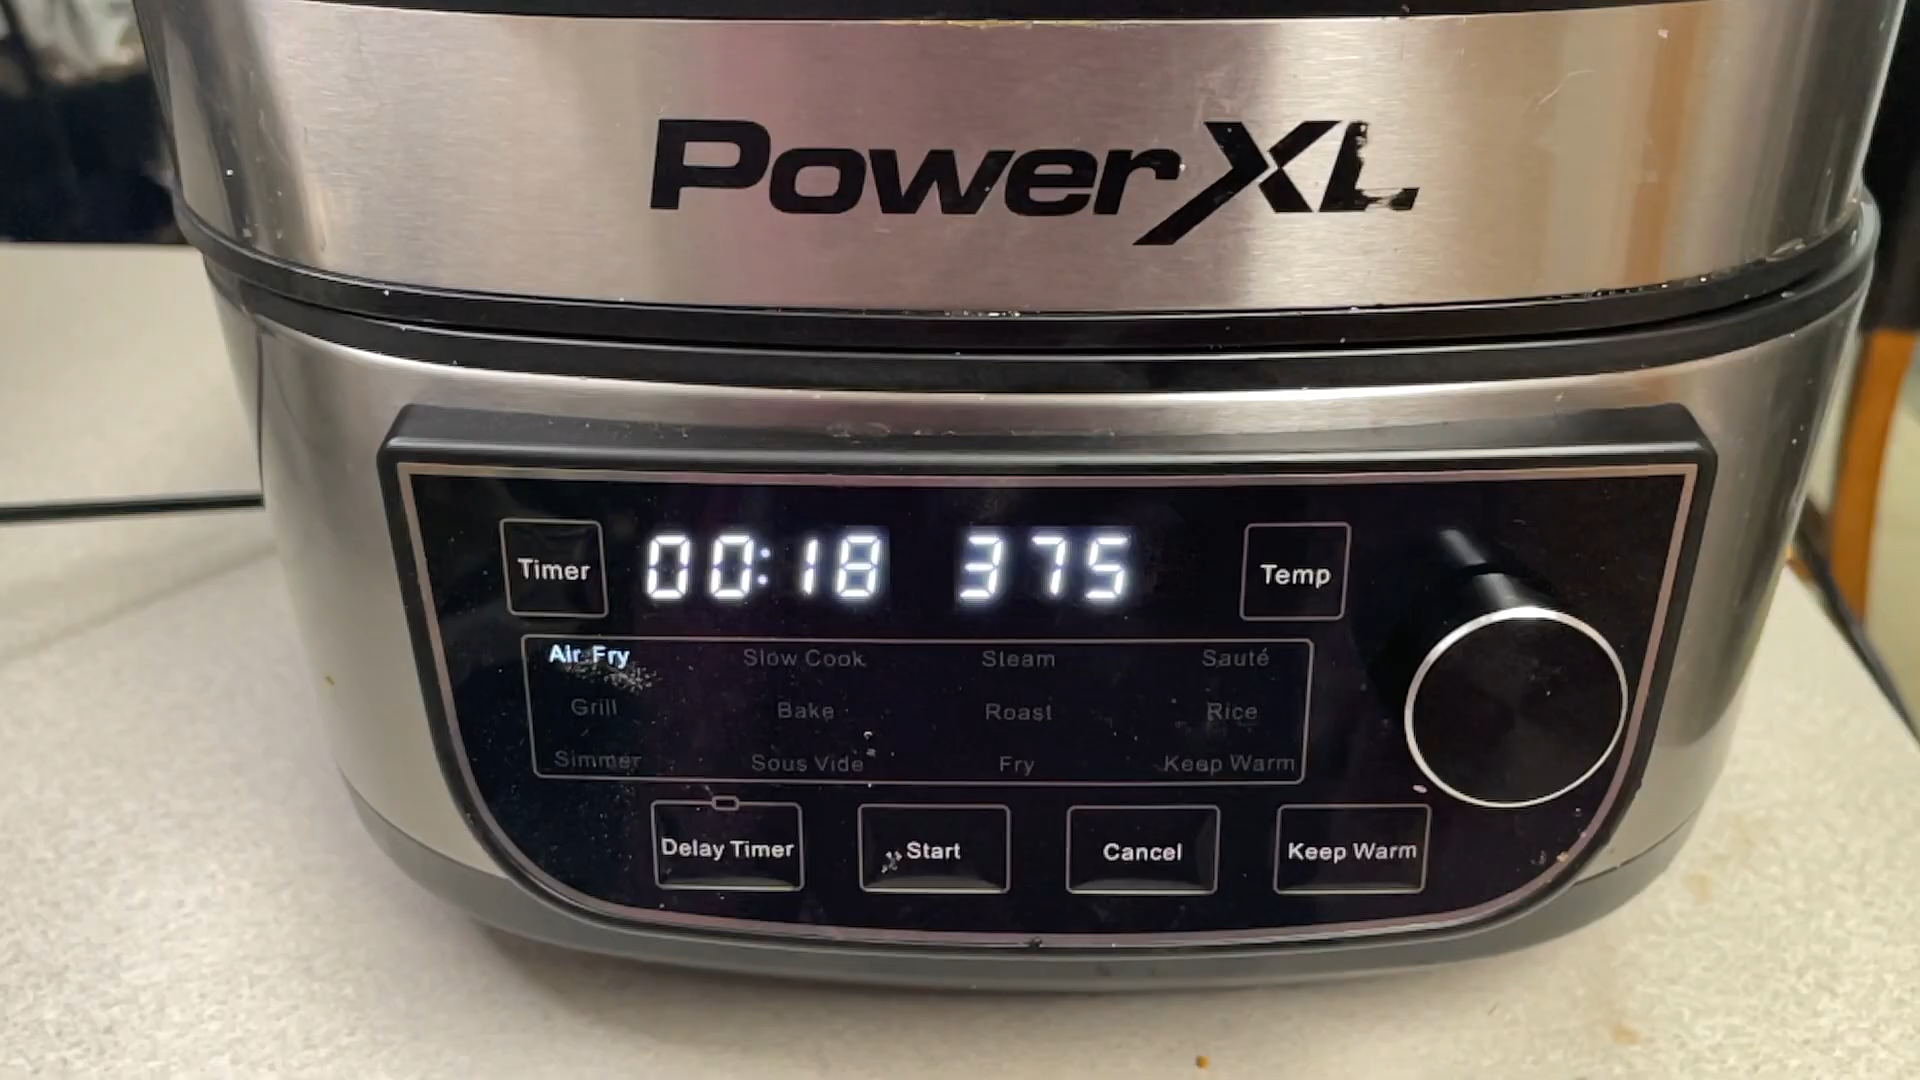 PowerXL
Timer 00:18 375 Temp
Air Fry Slow Cook Steam Sauté
Grill Bake Roast Rice
Simmer Sous Vide Fry Keep Warm
Delay Timer Start Cancel Keep Warm